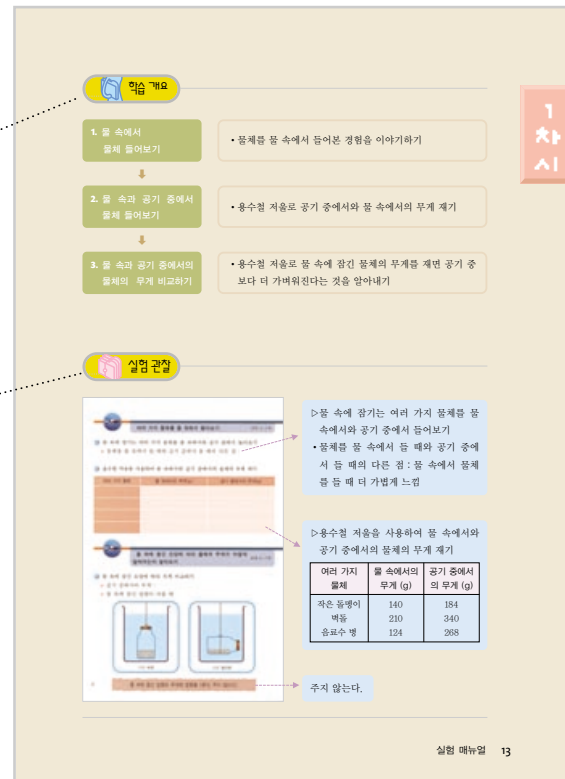 학습 개요
1
차
시
1. 물 속에서
물체 들어보기
• 물체를 물 속에서 들어본 경험을 이야기하기
2. 물 속과 공기 중에서
물체 들어보기
• 용수철 저울로 공기 중에서와 물 속에서의 무게 재기
3. 물 속과 공기 중에서의
물체의 무게 비교하기
• 용수철 저울로 물 속에 잠긴 물체의 무게를 재면 공기 중
보다 더 가벼워진다는 것을 알아내기
실험 관찰
▷물 속에 잠기는 여러 가지 물체를 물
속에서와 공기 중에서 들어보기
• 물체를 물 속에서 들 때와 공기 중에
서 들 때의 다른 점 : 물 속에서 물체
를 들 때 더 가볍게 느낌
▷용수철 저울을 사용하여 물 속에서와
공기 중에서의 물체의 무게 재기
여러 가지 물체 물 속에서의 무게 (g) 공기 중에서의 무게 (g)
작은 돌멩이 140 184
벽돌 210 340
음료수 병 124 268
주지 않는다.
실험 매뉴얼 13